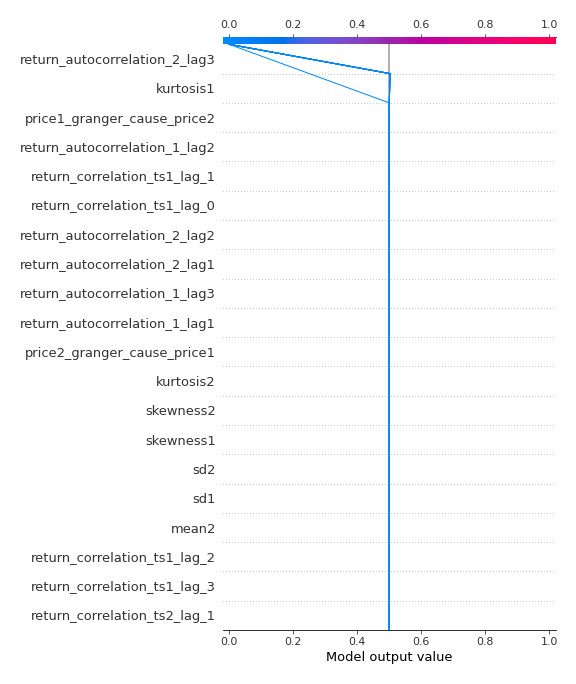 0.0 0.2 0.4 0.6 0.8 1.0
return_autocorrelation_2_lag3
kurtosis1
price1_granger_cause_price2
return_autocorrelation_1_lag2
return_correlation_ts1_lag_1
return_correlation_ts1_lag_0
return_autocorrelation_2_lag2
return_autocorrelation_2_lag1
return_autocorrelation_1_lag3
return_autocorrelation_1_lag1
price2_granger_cause_price1
kurtosis2
skewness2
skewness1
sd2
sd1
mean2
return_correlation_ts1_lag_2
return_correlation_ts1_lag_3
return_correlation_ts2_lag_1
0.0 0.2 0.4 0.6 0.8 1.0
Model output value